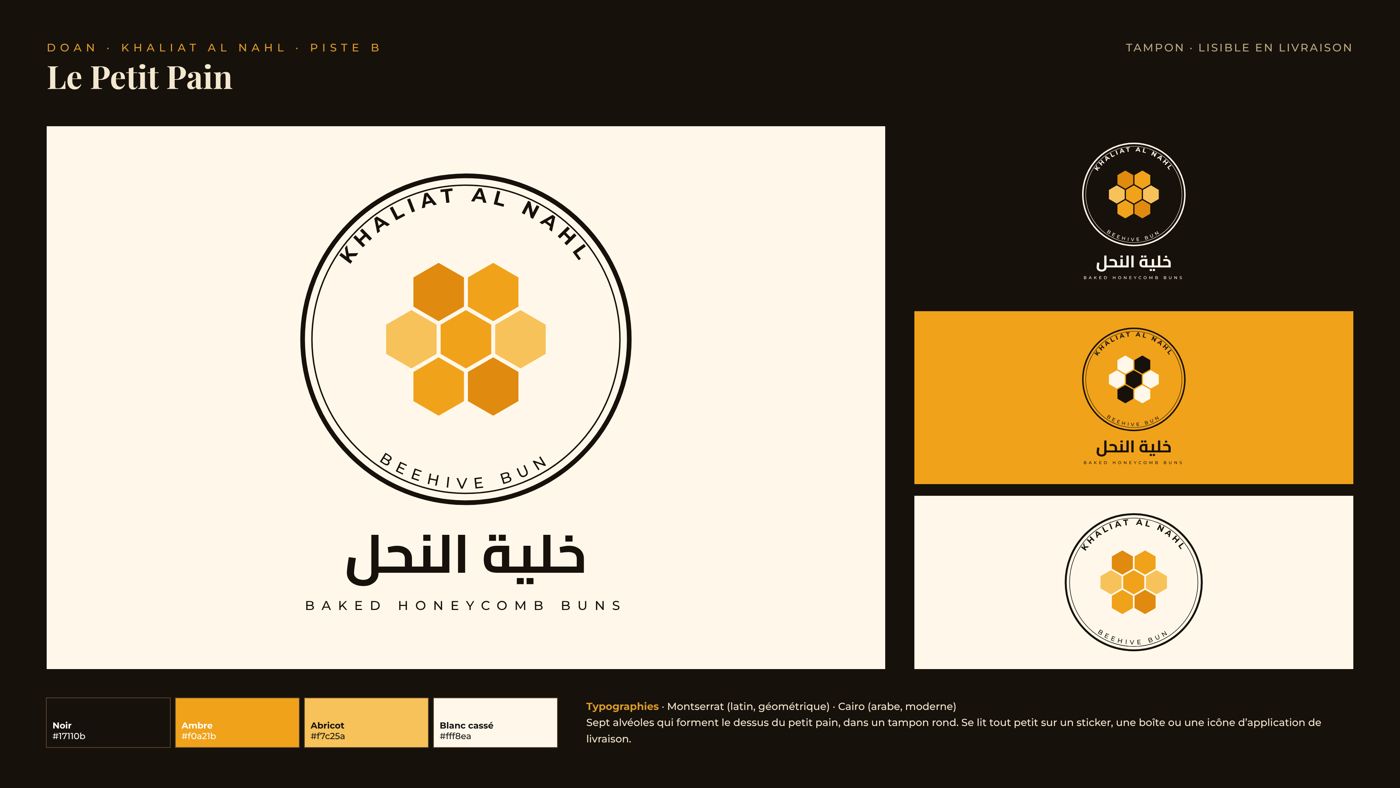 DOAN · KHALIAT AL NAHL · PISTE B
TAMPON · LISIBLE EN LIVRAISON
Le Petit Pain
KHALIAT AL NAHL
BEEHIVE BUN
خلية النحل
BAKED HONEYCOMB BUNS
KHALIAT AL NAHL
BEEHIVE BUN
خلية النحل
BAKED HONEYCOMB BUNS
KHALIAT AL NAHL
BEEHIVE BUN
خلية النحل
BAKED HONEYCOMB BUNS
KHALIAT AL NAHL
BEEHIVE BUN
Noir
#17110b
Ambre
#f0a21b
Abricot
#f7c25a
Blanc cassé
#fff8ea
Typographies · Montserrat (latin, géométrique) · Cairo (arabe, moderne)
Sept alvéoles qui forment le dessus du petit pain, dans un tampon rond. Se lit tout petit sur un sticker, une boîte ou une icône d’application de
livraison.